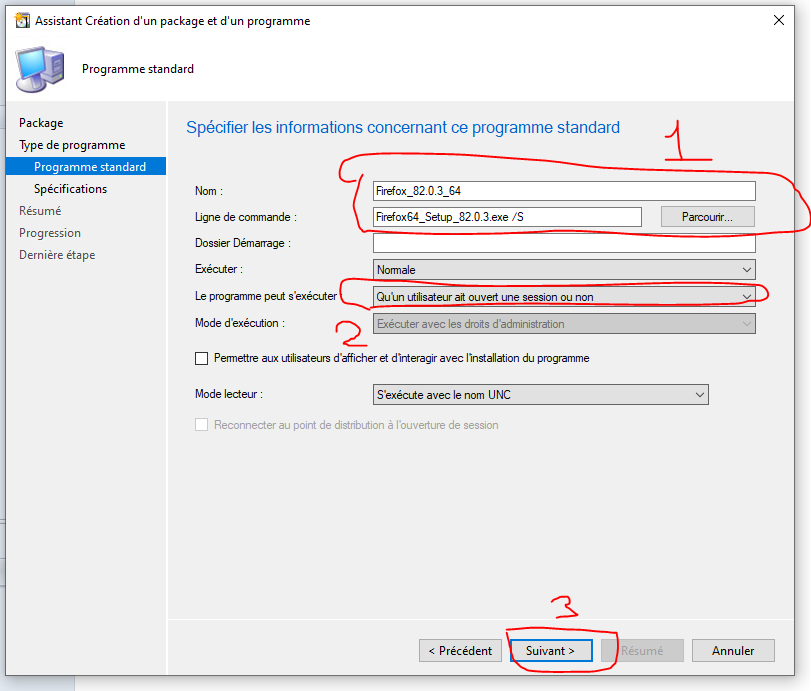 Assistant Création d'un package et d'un programme
Programme standard
Package
Type de programme
Programme standard
Spécifications
Résumé
Progression
Dernière étape
Spécifier les informations concernant ce programme standard
1
Nom : Firefox_82.0.3_64
Ligne de commande : Firefox64_Setup_82.0.3.exe /S Parcourir...
Dossier Démarrage :
Exécuter : Normale
Le programme peut s'exécuter Qu'un utilisateur ait ouvert une session ou non
2
Mode d'exécution : Exécuter avec les droits d'administration
Permettre aux utilisateurs d'afficher et d'interagir avec l'installation du programme
Mode lecteur : S'exécute avec le nom UNC
Reconnecter au point de distribution à l'ouverture de session
3
< Précédent Suivant > Résumé Annuler